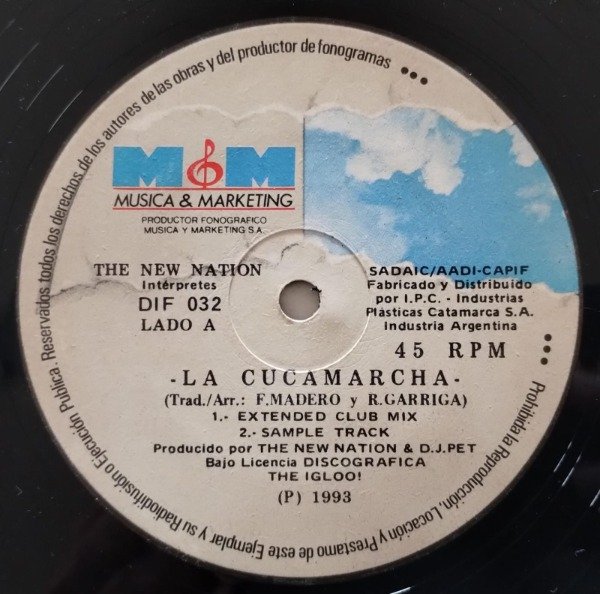 Reservados todos los derechos de los autores de las obras y del productor de fonogramas •••
M&M
MUSICA & MARKETING
PRODUCTOR FONOGRAFICO
MUSICA Y MARKETING S.A.
THE NEW NATION
Intérpretes
DIF 032
LADO A
SADAIC/AADI-CAPIF
Fabricado y Distribuido
por I.P.C. - Industrias
Plásticas Catamarca S.A.
Industria Argentina
45 RPM
-LA CUCAMARCHA-
(Trad./Arr.: F.MADERO y R.GARRIGA)
1.- EXTENDED CLUB MIX
2.- SAMPLE TRACK
Producido por THE NEW NATION & D.J.PET
Bajo Licencia DISCOGRAFICA
THE IGLOO!
(P) 1993
••• Prohibida la Reproducción, Locación y Prestamo de este Ejemplar y su Radiodifusión o Ejecución Pública.